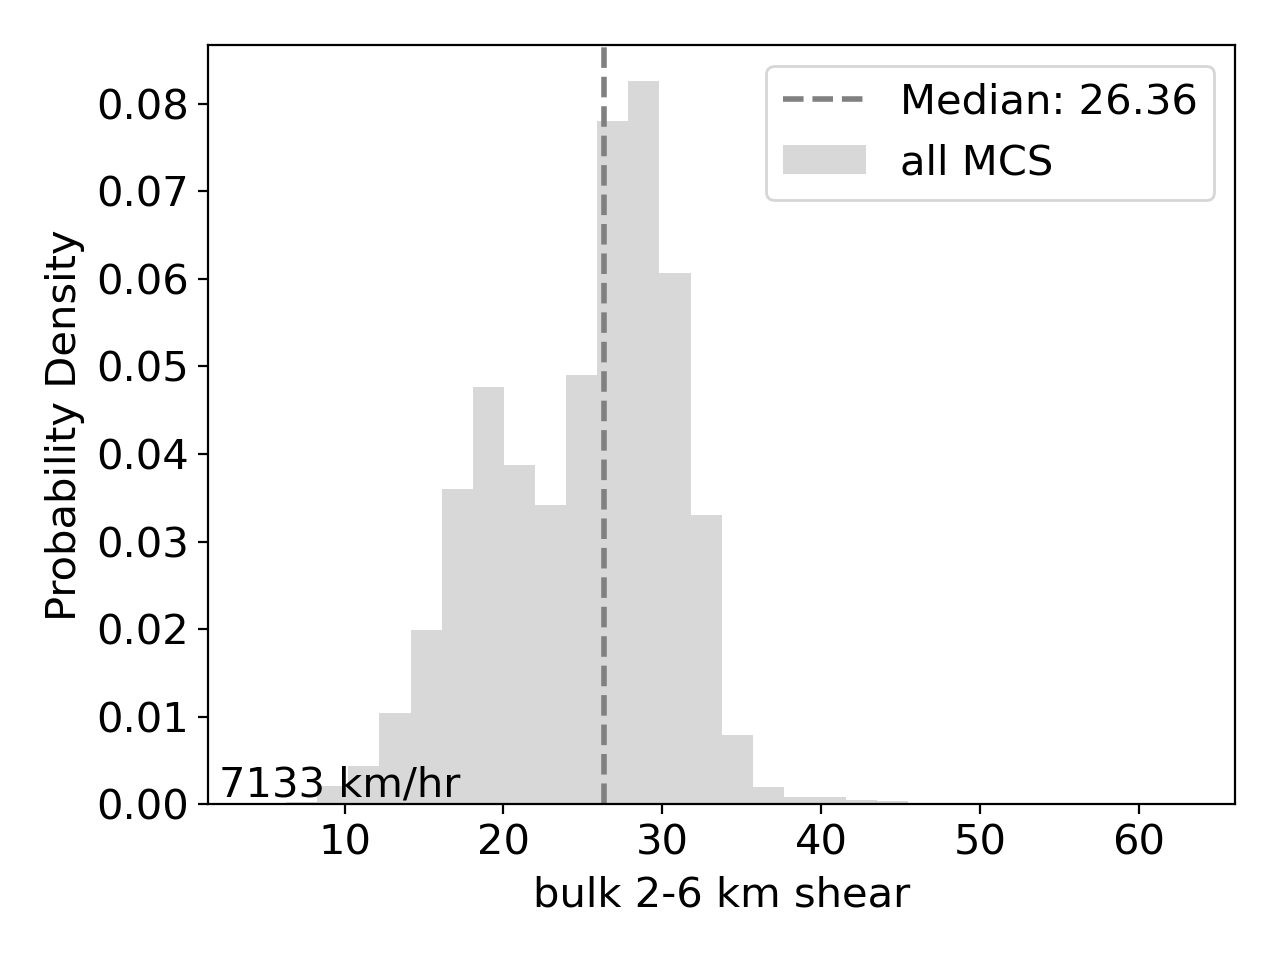 Median: 26.36
all MCS
0.08
0.07
0.06
0.05
0.04
0.03
0.02
0.01
0.00
Probability Density
7133 km/hr
10 20 30 40 50 60
bulk 2-6 km shear